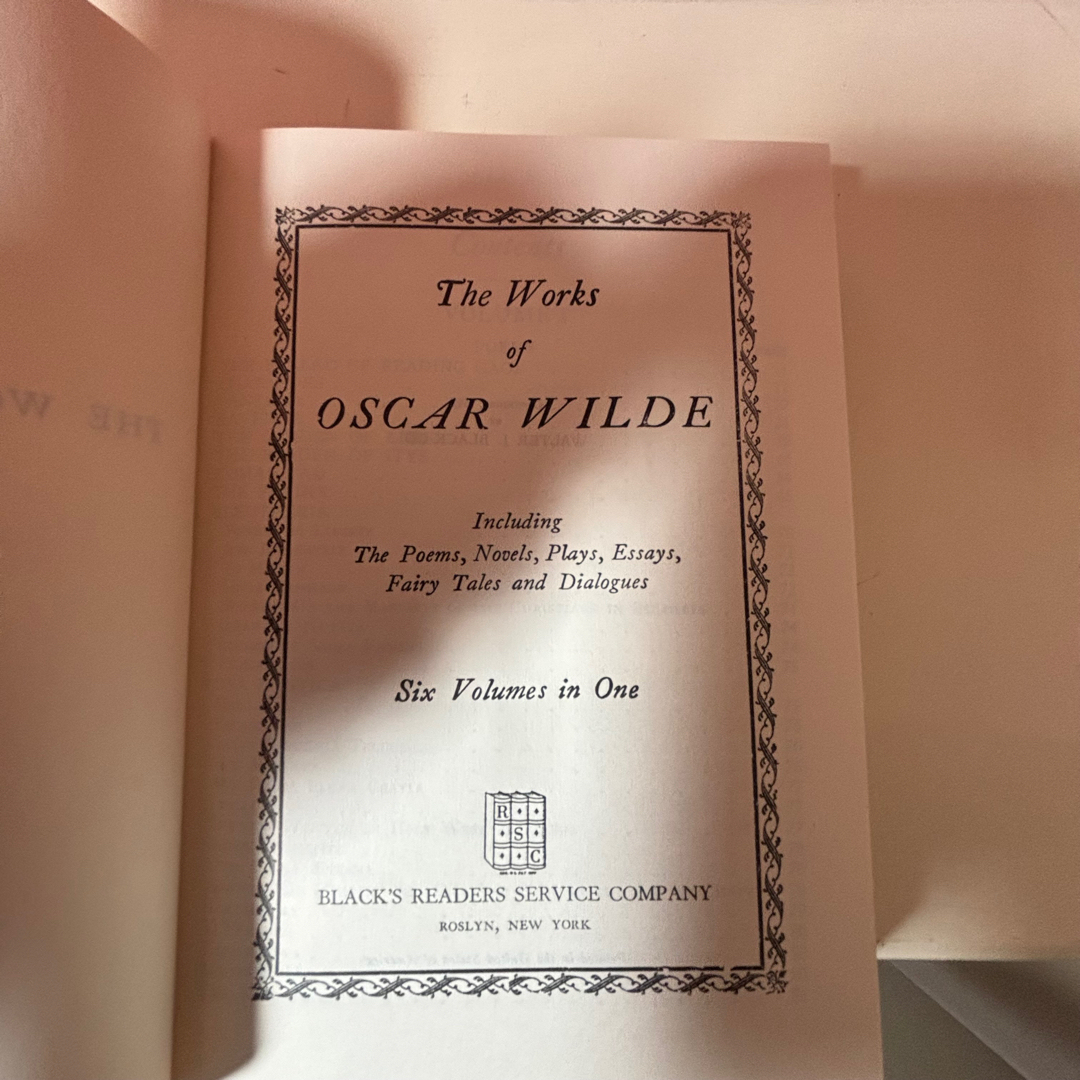 The Works
of
OSCAR WILDE
Including
The Poems, Novels, Plays, Essays,
Fairy Tales and Dialogues
Six Volumes in One
R
S
C
BLACK'S READERS SERVICE COMPANY
ROSLYN, NEW YORK